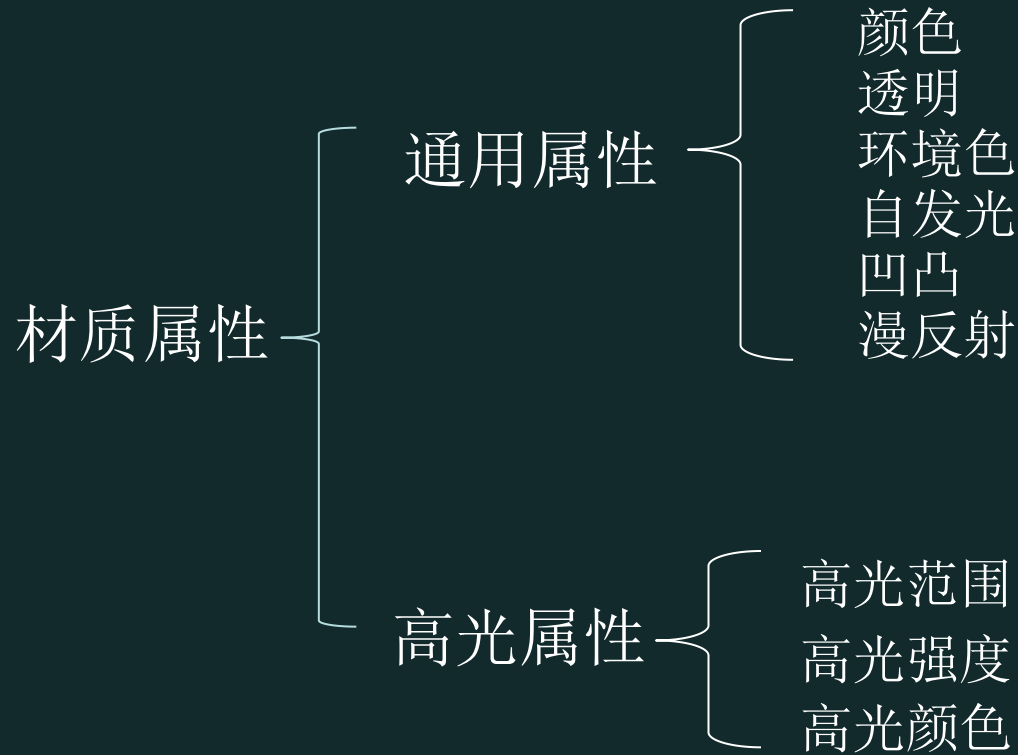 材质属性
通用属性
颜色
透明
环境色
自发光
凹凸
漫反射
高光属性
高光范围
高光强度
高光颜色